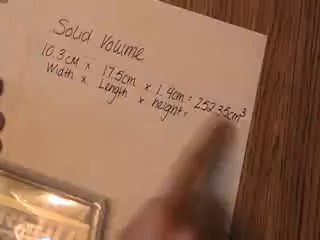 Solid Volume
10.3cm x 17.5cm x 1.4cm = 252.35cm³
Width x Length x height =